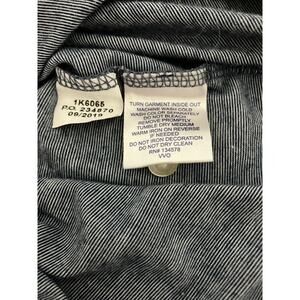 1K6065
P.O. 234870
09/2019
TURN GARMENT INSIDE OUT
MACHINE WASH COLD
WASH COLOR SEPARATELY
DO NOT BLEACH
REMOVE PROMPTLY
TUMBLE DRY MEDIUM
WARM IRON ON REVERSE
IF NEEDED
DO NOT IRON DECORATION
DO NOT DRY CLEAN
RN# 134578
VVO